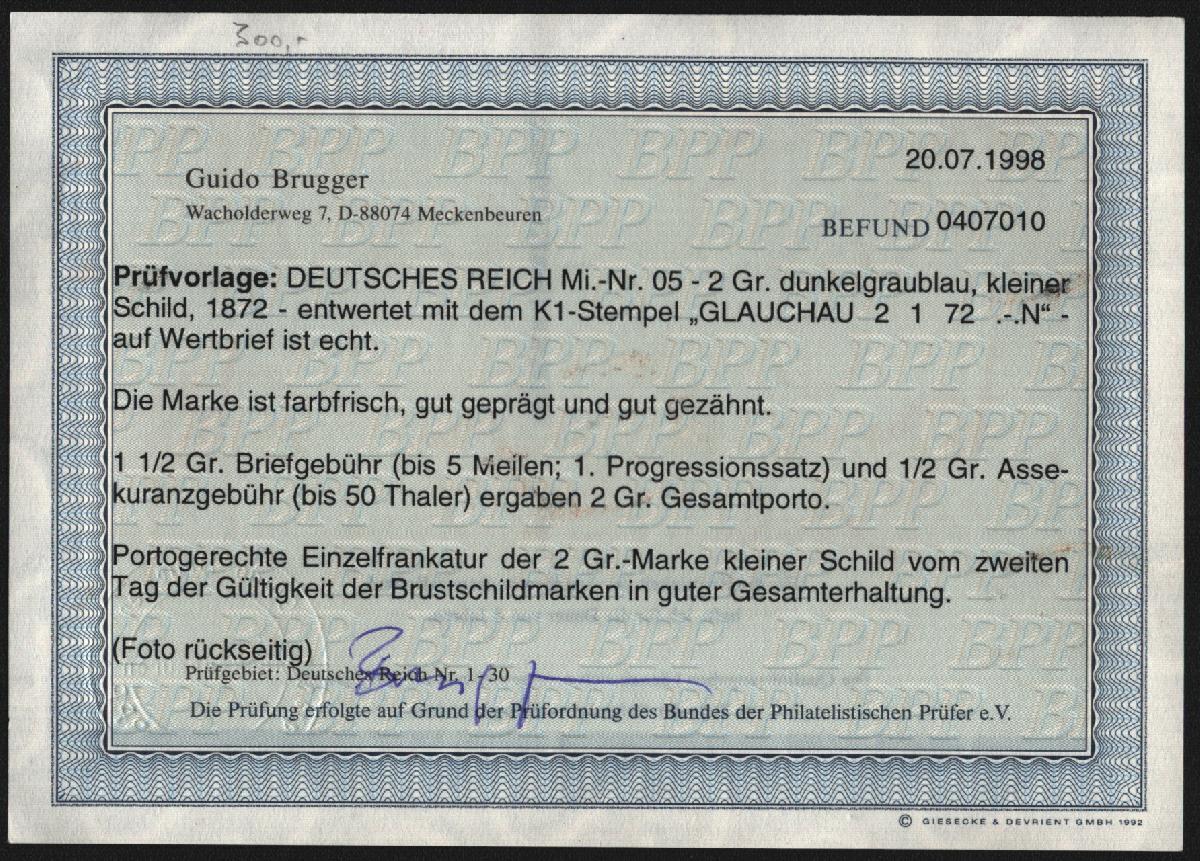 300,-
20.07.1998
Guido Brugger
Wacholderweg 7, D-88074 Meckenbeuren
BEFUND 0407010
Prüfvorlage: DEUTSCHES REICH Mi.-Nr. 05 - 2 Gr. dunkelgraublau, kleiner
Schild, 1872 - entwertet mit dem K1-Stempel „GLAUCHAU 2 1 72 .-.N“ -
auf Wertbrief ist echt.
Die Marke ist farbfrisch, gut geprägt und gut gezähnt.
1 1/2 Gr. Briefgebühr (bis 5 Meilen; 1. Progressionssatz) und 1/2 Gr. Asse-
kuranzgebühr (bis 50 Thaler) ergaben 2 Gr. Gesamtporto.
Portogerechte Einzelfrankatur der 2 Gr.-Marke kleiner Schild vom zweiten
Tag der Gültigkeit der Brustschildmarken in guter Gesamterhaltung.
(Foto rückseitig)
Prüfgebiet: Deutsches Reich Nr. 1-30
Die Prüfung erfolgte auf Grund der Prüfordnung des Bundes der Philatelistischen Prüfer e.V.
© GIESECKE & DEVRIENT GMBH 1992